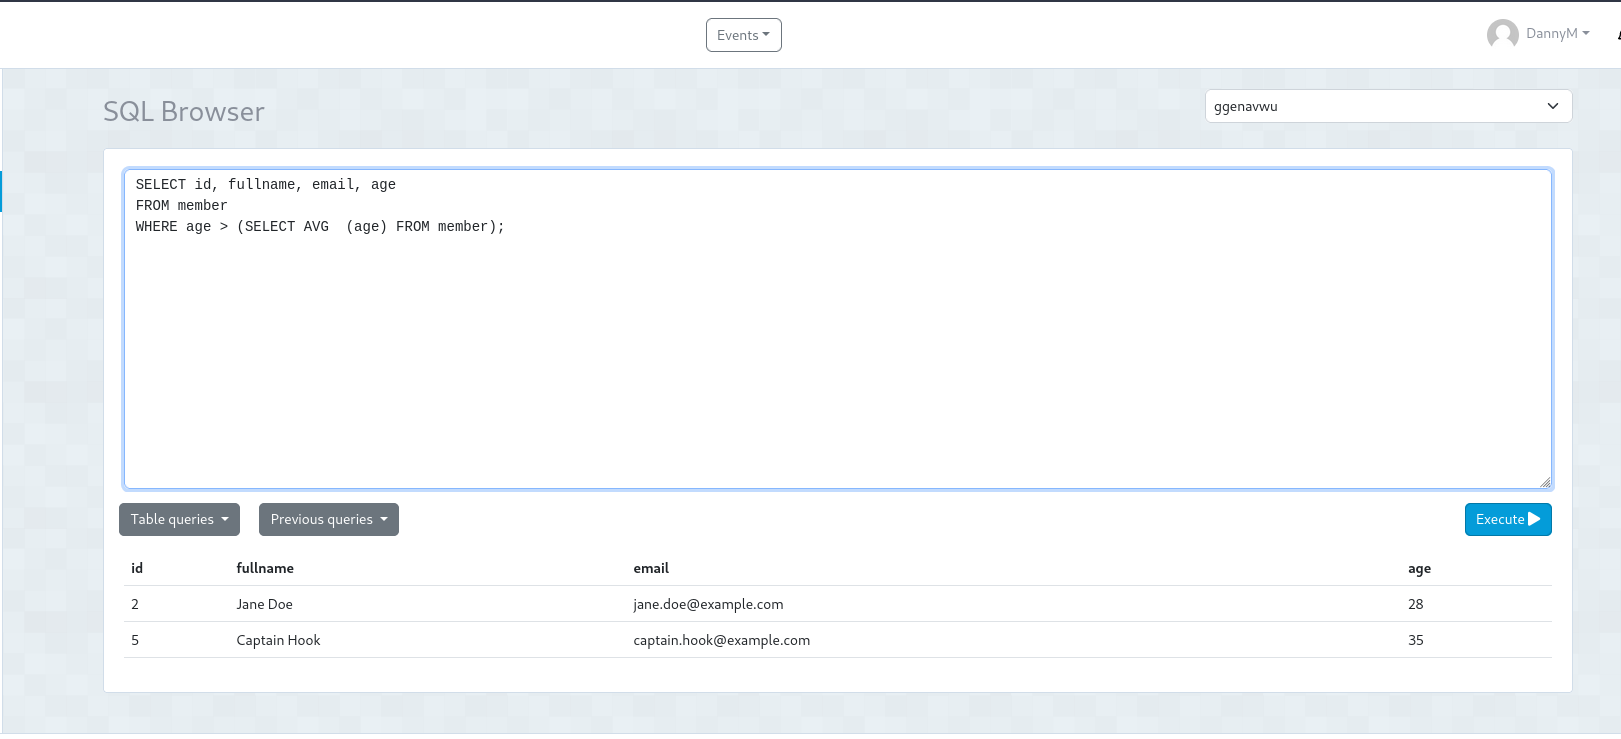 Events
DannyM
SQL Browser
ggenavwu
SELECT id, fullname, email, age
FROM member
WHERE age > (SELECT AVG  (age) FROM member);
Table queries
Previous queries
Execute
id fullname email age
2 Jane Doe jane.doe@example.com 28
5 Captain Hook captain.hook@example.com 35